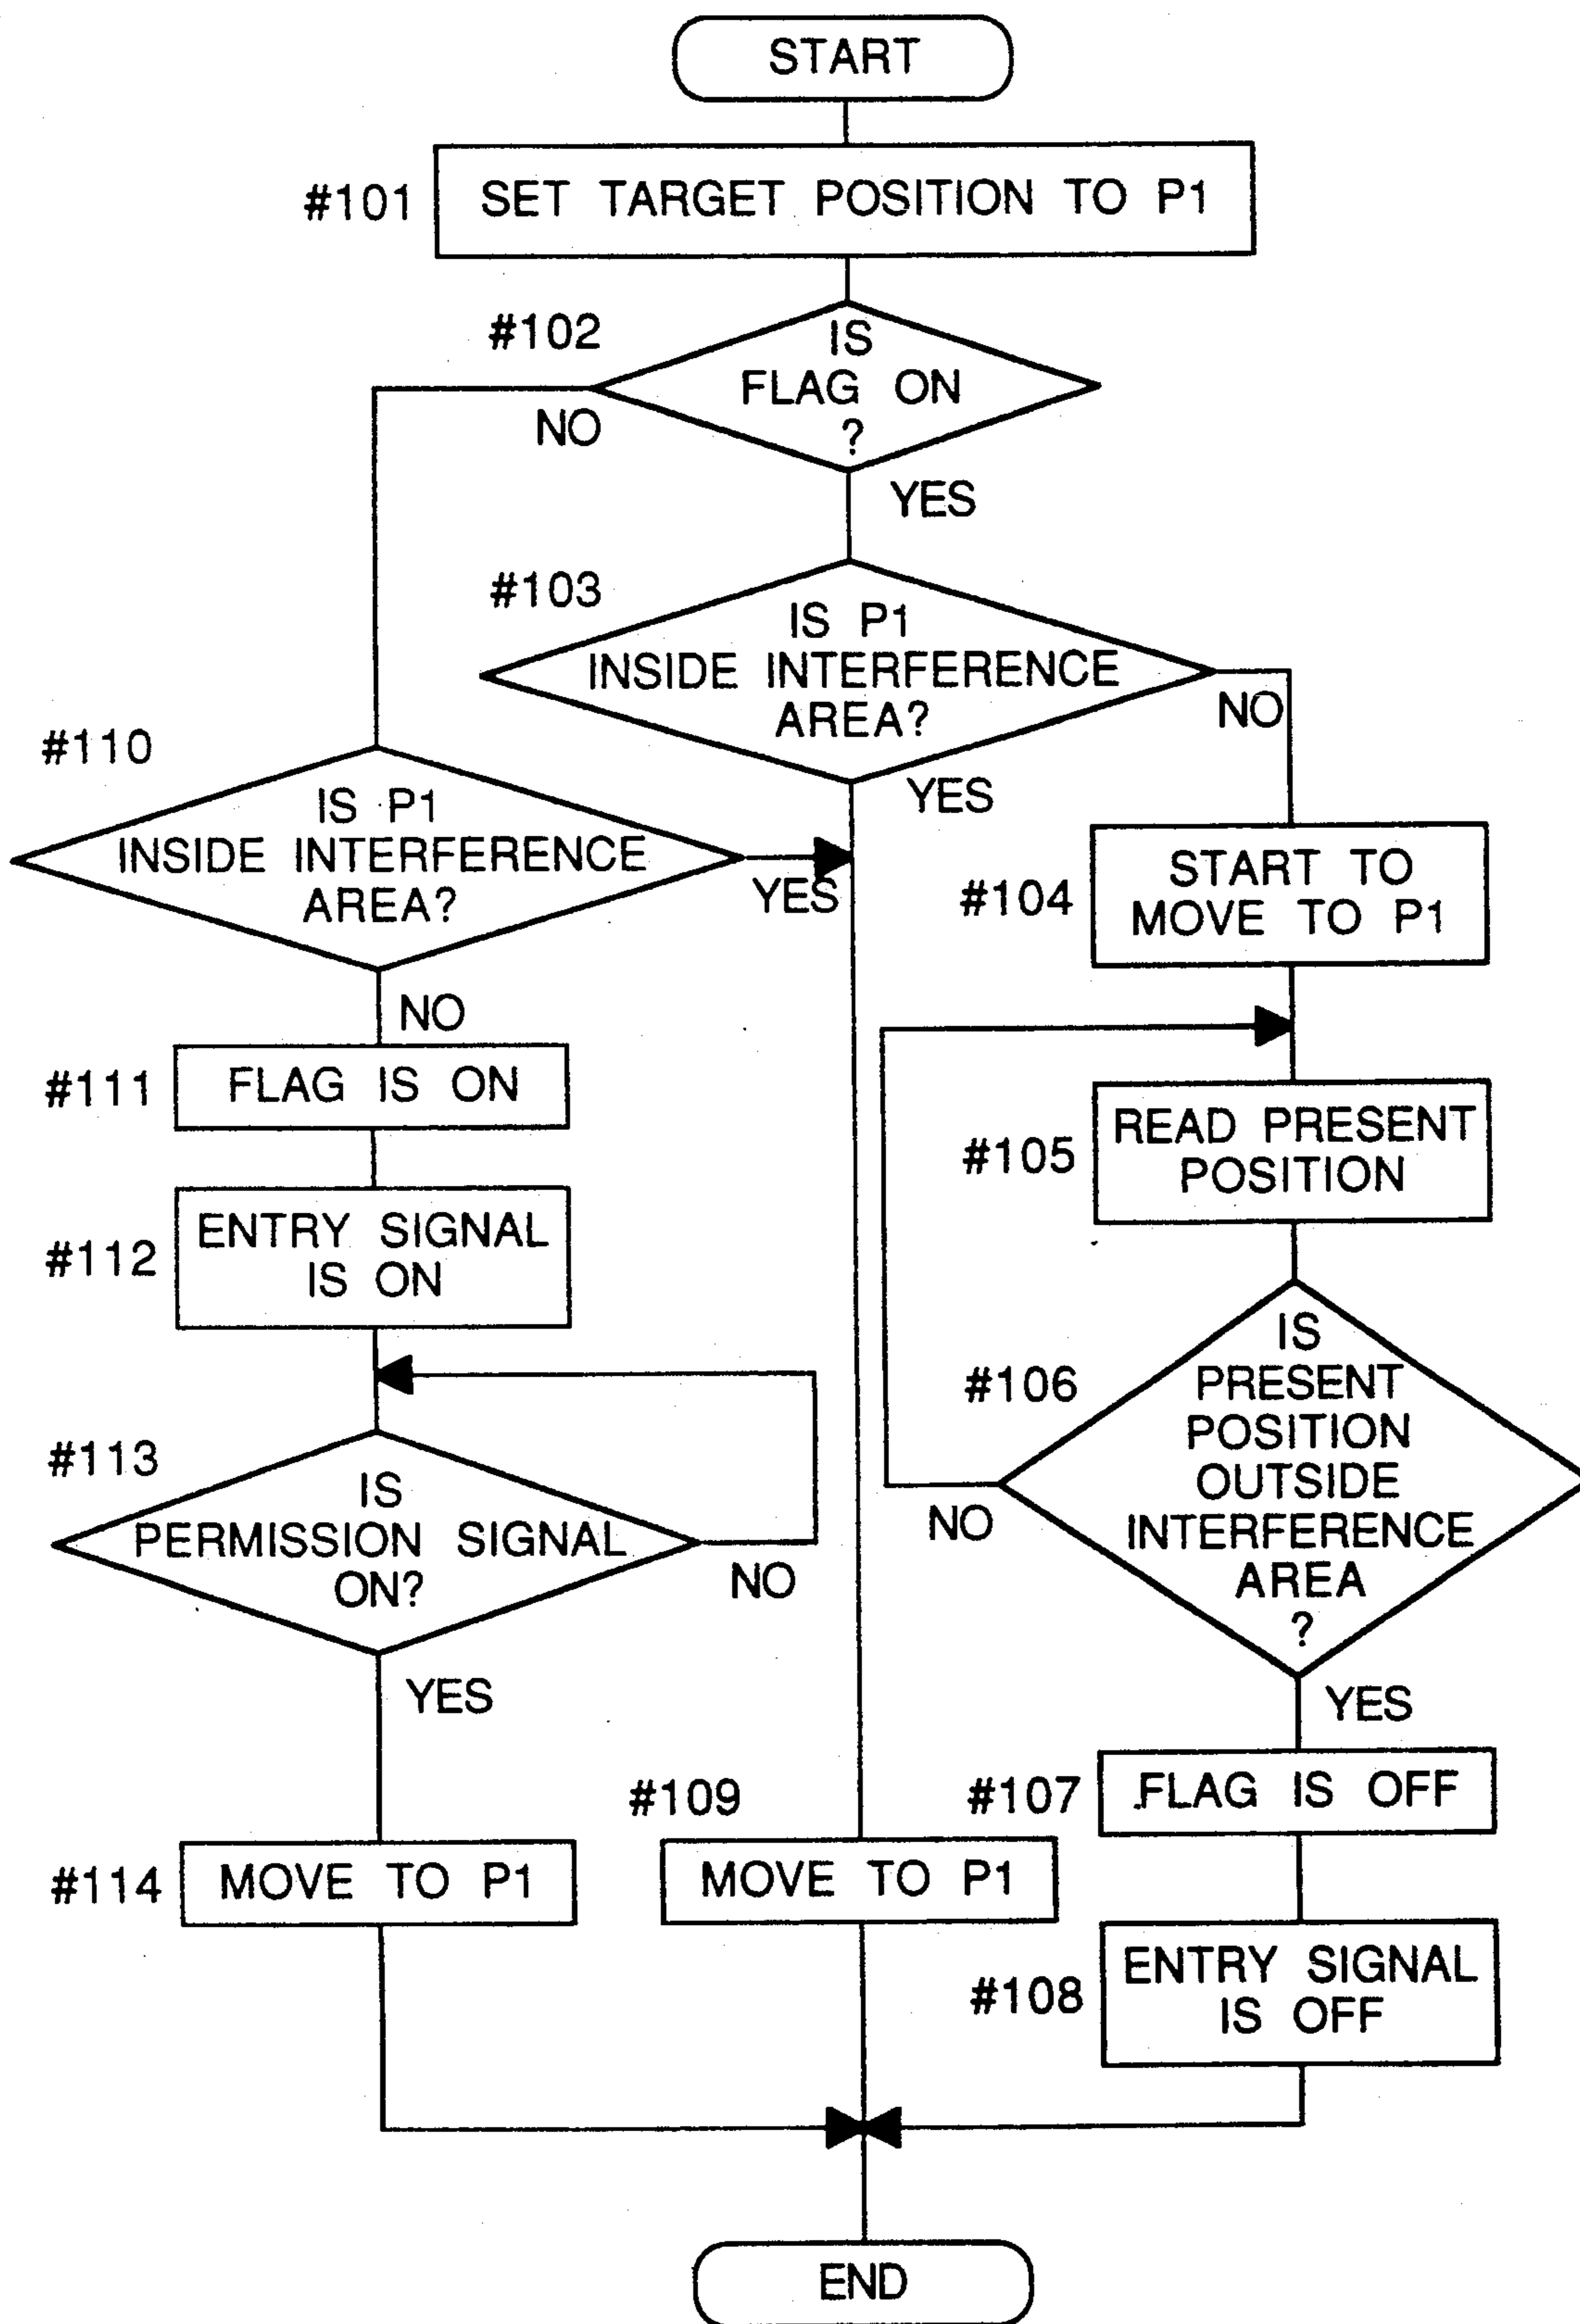 START
#101
SET TARGET POSITION TO P1
#102
IS
FLAG ON
?
NO
YES
#103
IS P1
INSIDE INTERFERENCE
AREA?
NO
YES
#110
IS P1
INSIDE INTERFERENCE
AREA?
YES
NO
#104
START TO
MOVE TO P1
#111
FLAG IS ON
#105
READ PRESENT
POSITION
#112
ENTRY SIGNAL
IS ON
#106
IS
PRESENT
POSITION
OUTSIDE
INTERFERENCE
AREA
?
NO
YES
#113
IS
PERMISSION SIGNAL
ON?
NO
YES
#107
FLAG IS OFF
#109
MOVE TO P1
#114
MOVE TO P1
#108
ENTRY SIGNAL
IS OFF
END